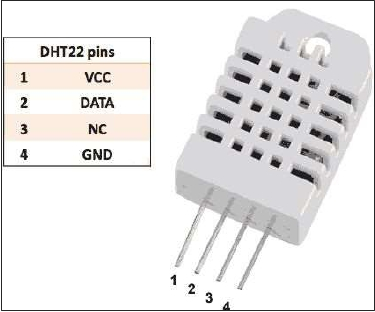 DHT22 pins
1 VCC
2 DATA
3 NC
4 GND
1
2
3
4